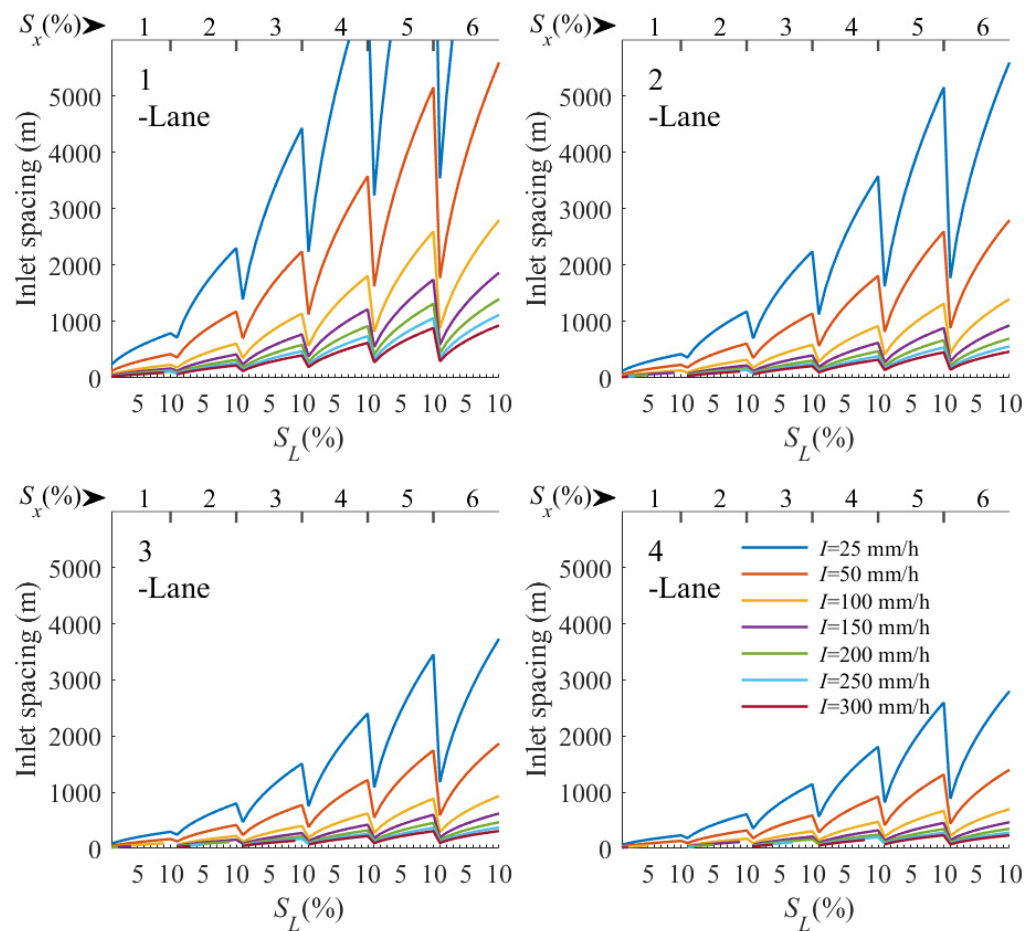 Sx(%)➤ 1 2 3 4 5 6
1
-Lane
Inlet spacing (m)
5000
4000
3000
2000
1000
0
5 10 5 10 5 10 5 10 5 10 5 10
SL(%)
Sx(%)➤ 1 2 3 4 5 6
2
-Lane
Inlet spacing (m)
5000
4000
3000
2000
1000
0
5 10 5 10 5 10 5 10 5 10 5 10
SL(%)
Sx(%)➤ 1 2 3 4 5 6
3
-Lane
Inlet spacing (m)
5000
4000
3000
2000
1000
0
5 10 5 10 5 10 5 10 5 10 5 10
SL(%)
Sx(%)➤ 1 2 3 4 5 6
4
-Lane
I=25 mm/h
I=50 mm/h
I=100 mm/h
I=150 mm/h
I=200 mm/h
I=250 mm/h
I=300 mm/h
Inlet spacing (m)
5000
4000
3000
2000
1000
0
5 10 5 10 5 10 5 10 5 10 5 10
SL(%)